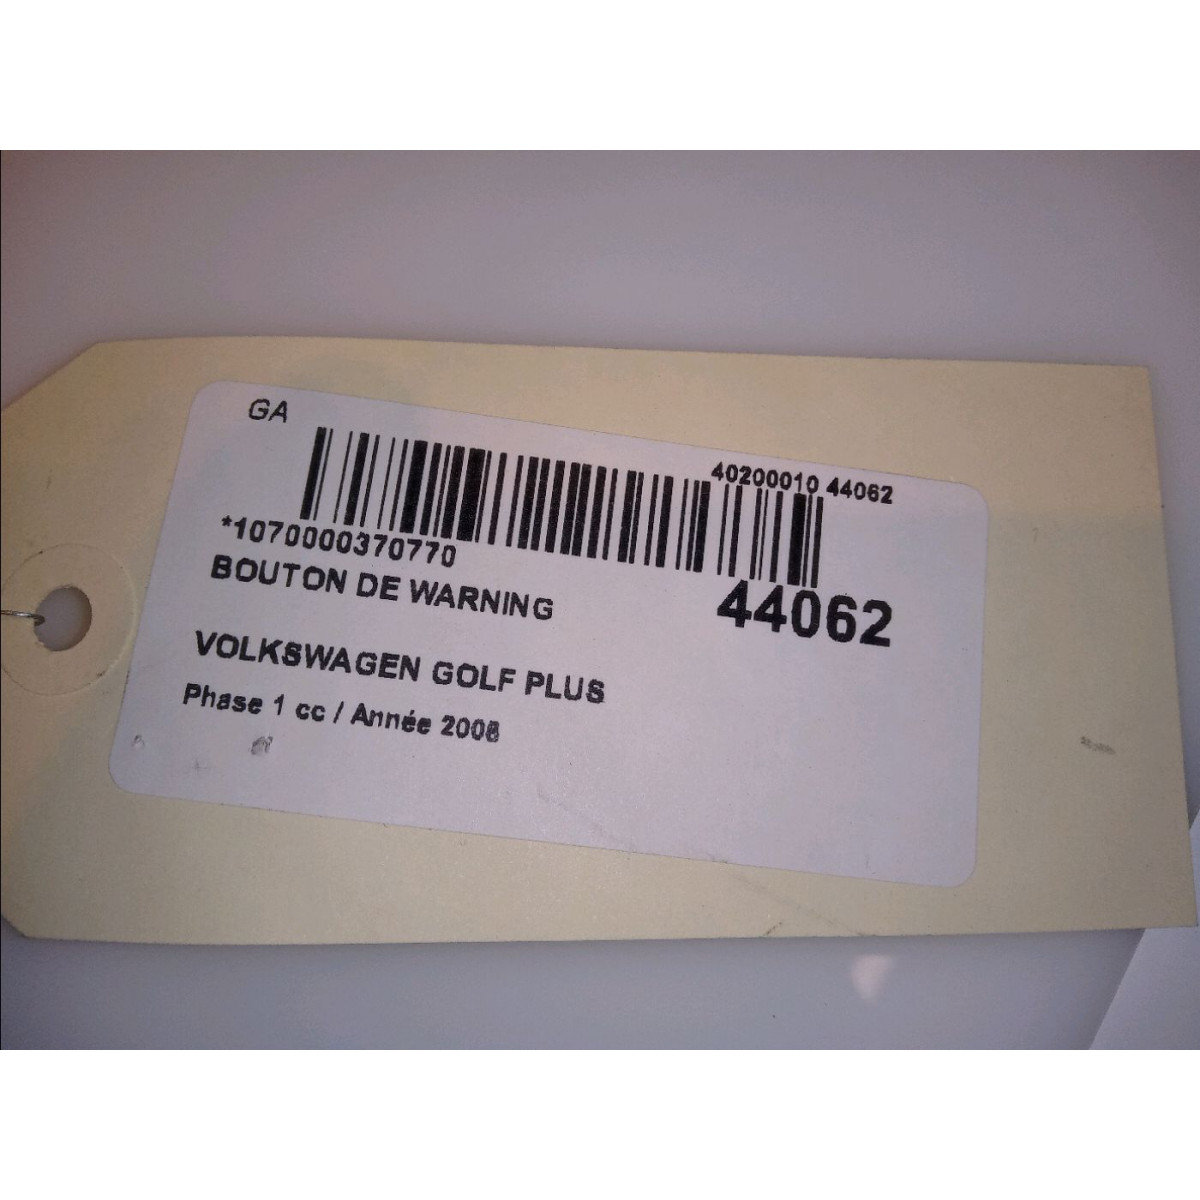 GA
40200010 44062
*1070000370770
BOUTON DE WARNING
44062
VOLKSWAGEN GOLF PLUS
Phase 1 cc / Année 2008